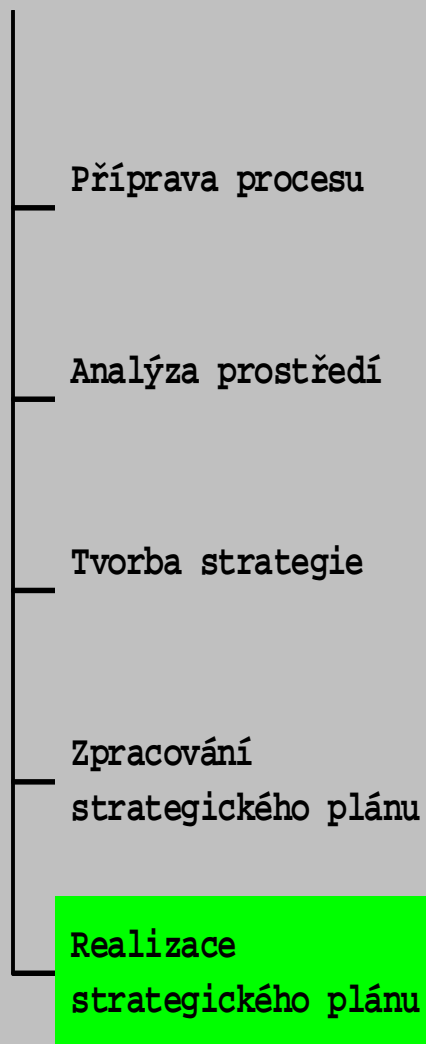 Příprava procesu
Analýza prostředí
Tvorba strategie
Zpracování
strategického plánu
Realizace
strategického plánu